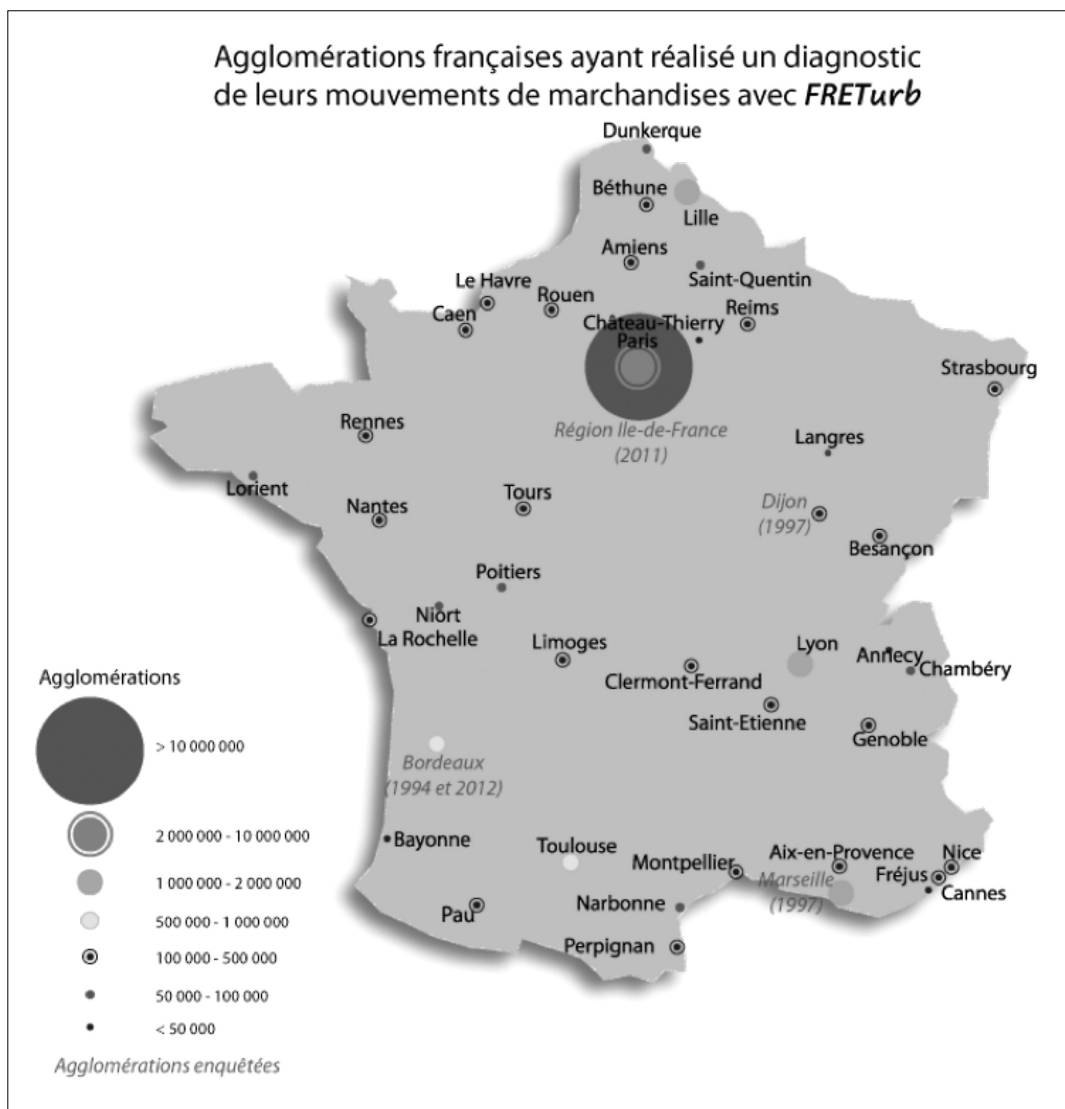 Agglomérations françaises ayant réalisé un diagnostic
de leurs mouvements de marchandises avec FRETurb
Dunkerque
Béthune
Lille
Amiens
Saint-Quentin
Le Havre
Rouen
Reims
Caen
Château-Thierry
Paris
Strasbourg
Région Ile-de-France
(2011)
Rennes
Langres
Lorient
Nantes
Tours
Dijon
(1997)
Besançon
Poitiers
Niort
La Rochelle
Limoges
Lyon
Annecy
Chambéry
Clermont-Ferrand
Saint-Etienne
Genoble
Bordeaux
(1994 et 2012)
Bayonne
Toulouse
Montpellier
Aix-en-Provence
Nice
Marseille
(1997)
Fréjus
Cannes
Pau
Narbonne
Perpignan
Agglomérations
> 10 000 000
2 000 000 - 10 000 000
1 000 000 - 2 000 000
500 000 - 1 000 000
100 000 - 500 000
50 000 - 100 000
< 50 000
Agglomérations enquêtées